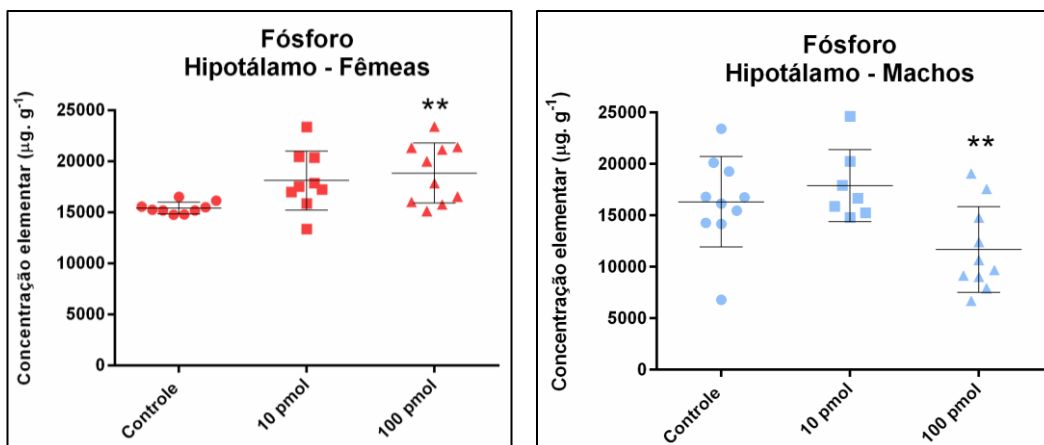 Fósforo
Hipotálamo - Fêmeas
Concentração elementar (µg. g⁻¹)
25000
20000
15000
10000
5000
0
**
Controle
10 pmol
100 pmol
Fósforo
Hipotálamo - Machos
Concentração elementar (µg. g⁻¹)
25000
20000
15000
10000
5000
0
**
Controle
10 pmol
100 pmol